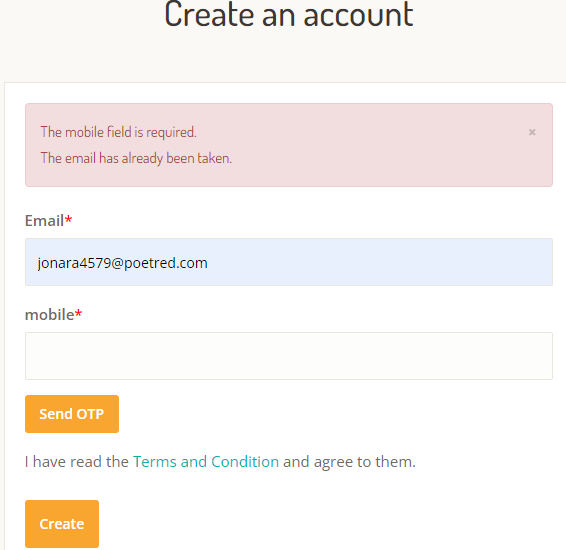 Create an account
The mobile field is required.
×
The email has already been taken.
Email*
jonara4579@poetred.com
mobile*
Send OTP
I have read the Terms and Condition and agree to them.
Create